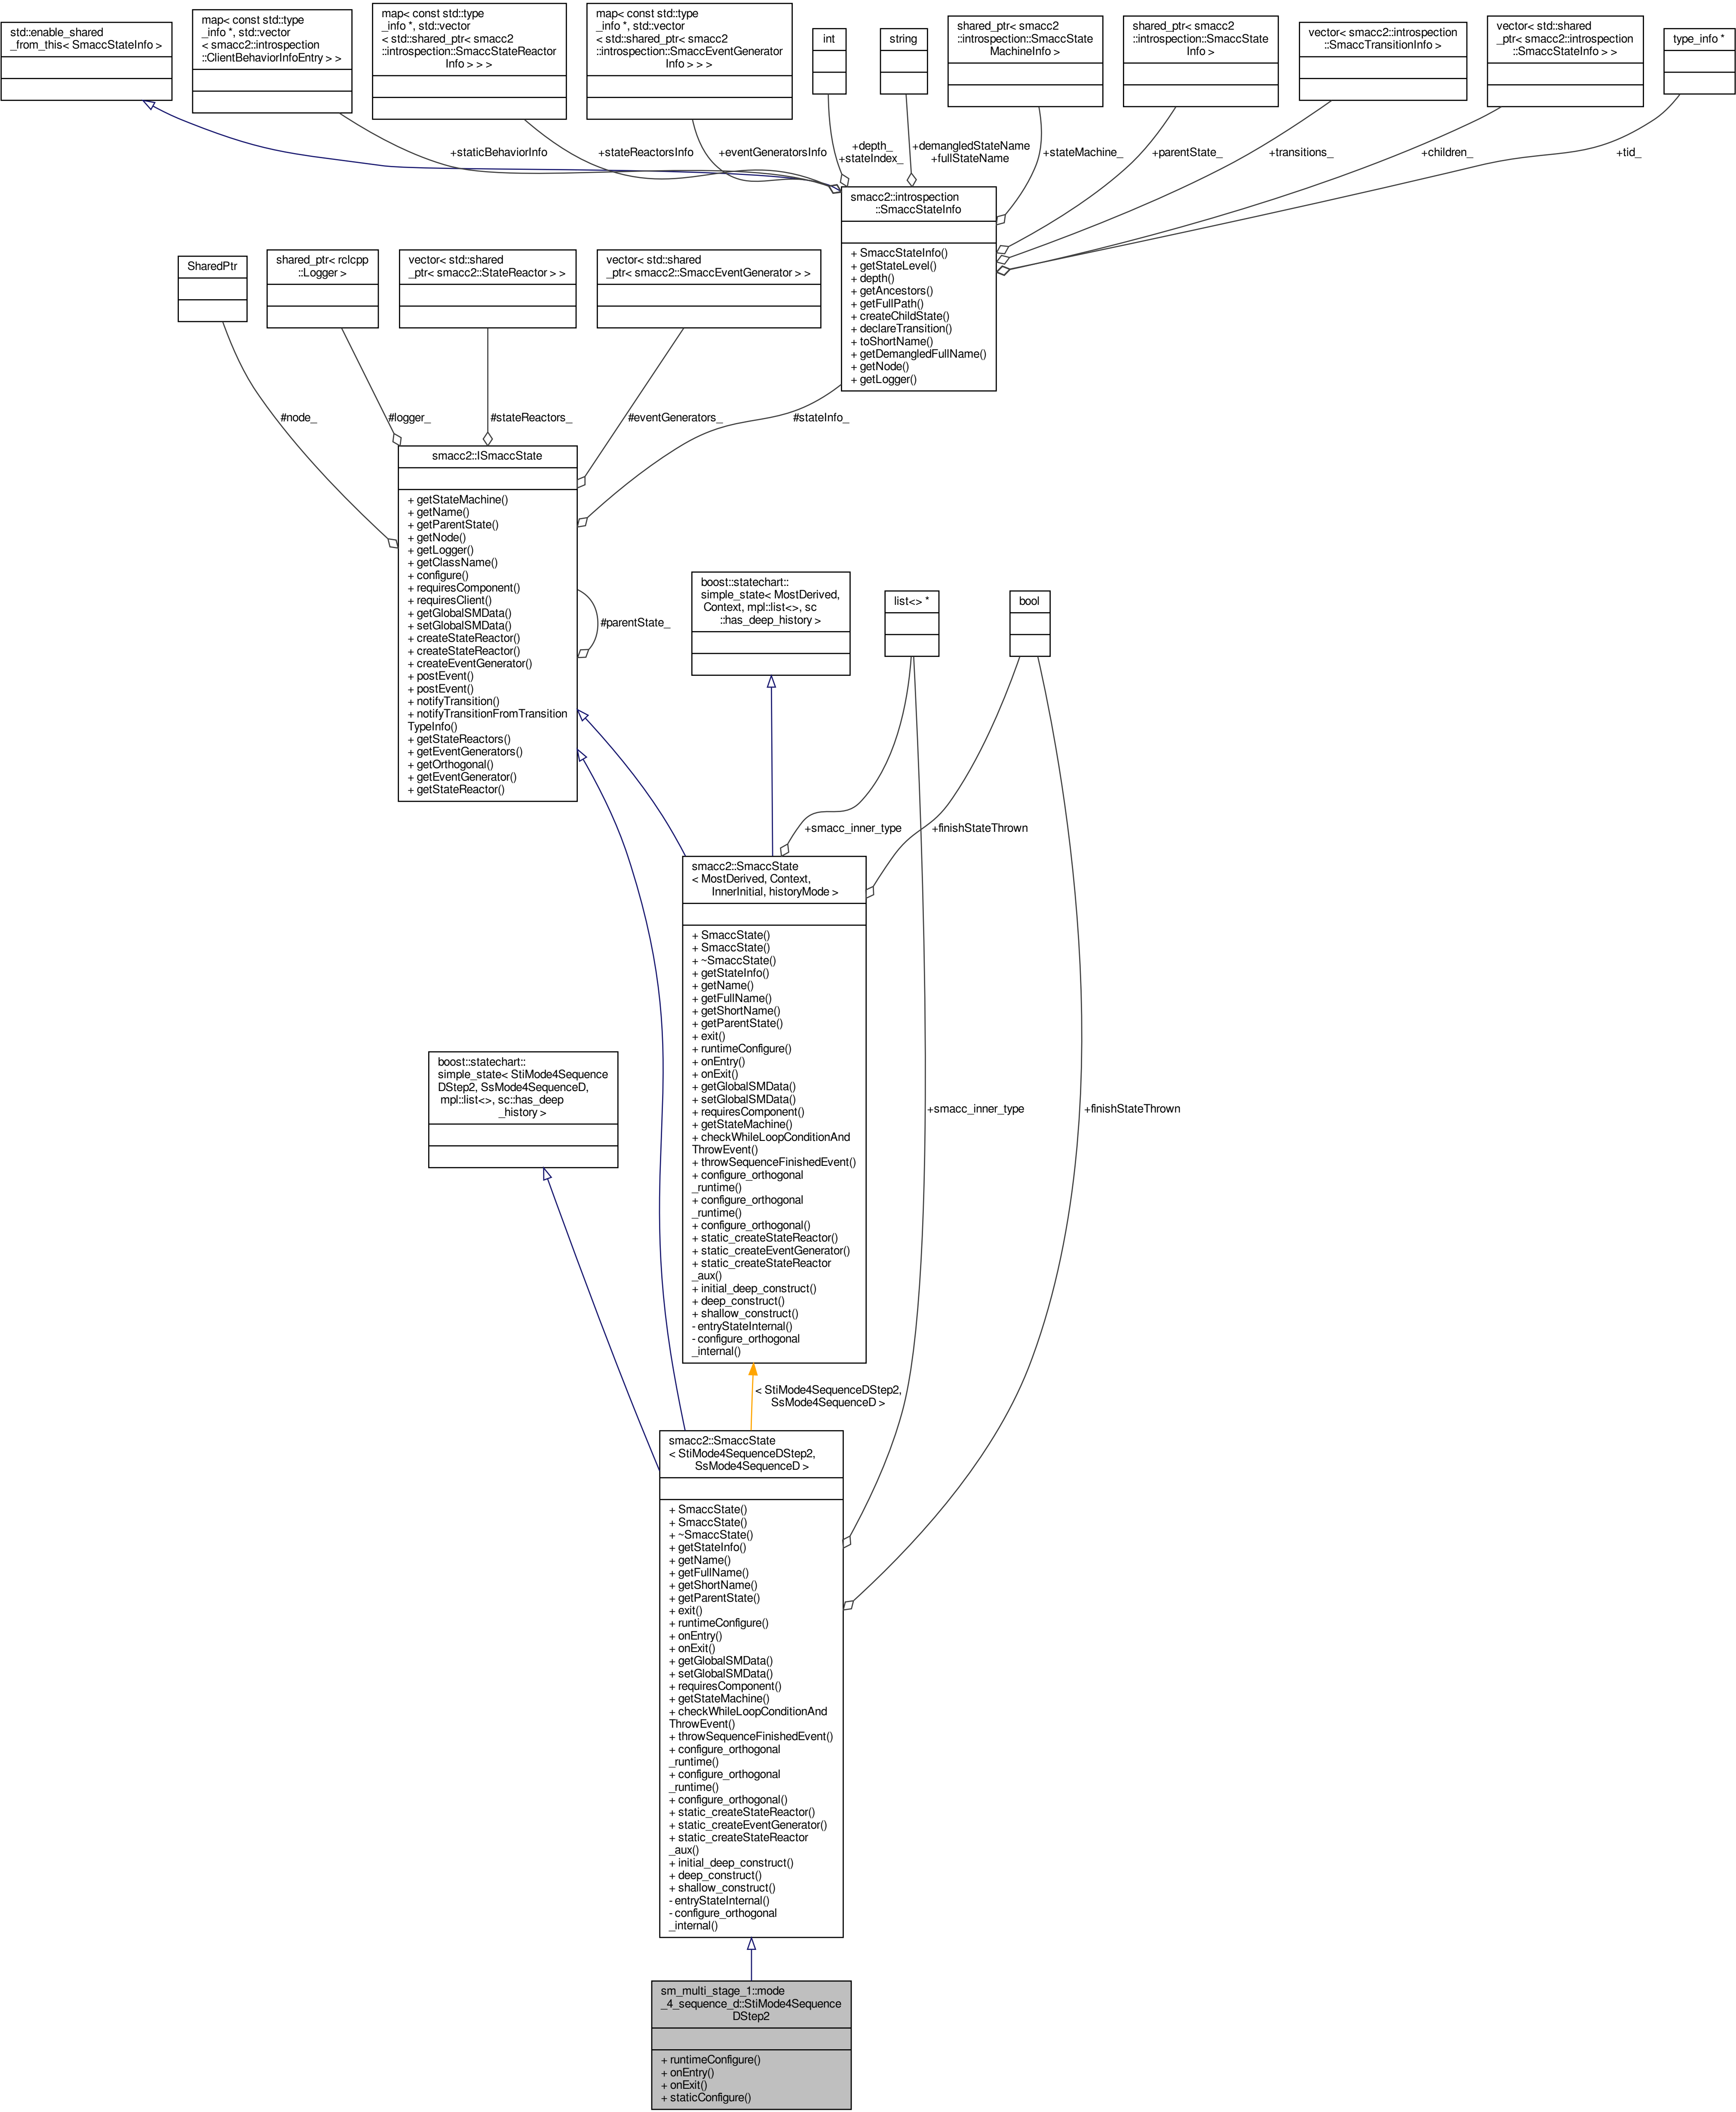 std::enable_shared
_from_this< SmaccStateInfo >
map< const std::type
_info *, std::vector
< smacc2::introspection
::ClientBehaviorInfoEntry > >
map< const std::type
_info *, std::vector
< std::shared_ptr< smacc2
::introspection::SmaccStateReactor
Info > > >
map< const std::type
_info *, std::vector
< std::shared_ptr< smacc2
::introspection::SmaccEventGenerator
Info > > >
int
string
shared_ptr< smacc2
::introspection::SmaccState
MachineInfo >
shared_ptr< smacc2
::introspection::SmaccState
Info >
vector< smacc2::introspection
::SmaccTransitionInfo >
vector< std::shared
_ptr< smacc2::introspection
::SmaccStateInfo > >
type_info *
+staticBehaviorInfo
+stateReactorsInfo
+eventGeneratorsInfo
+depth_
+stateIndex_
+demangledStateName
+fullStateName
+stateMachine_
+parentState_
+transitions_
+children_
+tid_
smacc2::introspection
::SmaccStateInfo
+ SmaccStateInfo()
+ getStateLevel()
+ depth()
+ getAncestors()
+ getFullPath()
+ createChildState()
+ declareTransition()
+ toShortName()
+ getDemangledFullName()
+ getNode()
+ getLogger()
SharedPtr
shared_ptr< rclcpp
::Logger >
vector< std::shared
_ptr< smacc2::StateReactor > >
vector< std::shared
_ptr< smacc2::SmaccEventGenerator > >
#node_
#logger_
#stateReactors_
#eventGenerators_
#stateInfo_
smacc2::ISmaccState
+ getStateMachine()
+ getName()
+ getParentState()
+ getNode()
+ getLogger()
+ getClassName()
+ configure()
+ requiresComponent()
+ requiresClient()
+ getGlobalSMData()
+ setGlobalSMData()
+ createStateReactor()
+ createStateReactor()
+ createEventGenerator()
+ postEvent()
+ postEvent()
+ notifyTransition()
+ notifyTransitionFromTransition
TypeInfo()
+ getStateReactors()
+ getEventGenerators()
+ getOrthogonal()
+ getEventGenerator()
+ getStateReactor()
#parentState_
boost::statechart::
simple_state< MostDerived,
Context, mpl::list<>, sc
::has_deep_history >
list<> *
bool
+smacc_inner_type
+finishStateThrown
smacc2::SmaccState
< MostDerived, Context,
InnerInitial, historyMode >
+ SmaccState()
+ SmaccState()
+ ~SmaccState()
+ getStateInfo()
+ getName()
+ getFullName()
+ getShortName()
+ getParentState()
+ exit()
+ runtimeConfigure()
+ onEntry()
+ onExit()
+ getGlobalSMData()
+ setGlobalSMData()
+ requiresComponent()
+ getStateMachine()
+ checkWhileLoopConditionAnd
ThrowEvent()
+ throwSequenceFinishedEvent()
+ configure_orthogonal
_runtime()
+ configure_orthogonal
_runtime()
+ configure_orthogonal()
+ static_createStateReactor()
+ static_createEventGenerator()
+ static_createStateReactor
_aux()
+ initial_deep_construct()
+ deep_construct()
+ shallow_construct()
- entryStateInternal()
- configure_orthogonal
_internal()
boost::statechart::
simple_state< StiMode4Sequence
DStep2, SsMode4SequenceD,
mpl::list<>, sc::has_deep
_history >
+smacc_inner_type
+finishStateThrown
< StiMode4SequenceDStep2,
SsMode4SequenceD >
smacc2::SmaccState
< StiMode4SequenceDStep2,
SsMode4SequenceD >
+ SmaccState()
+ SmaccState()
+ ~SmaccState()
+ getStateInfo()
+ getName()
+ getFullName()
+ getShortName()
+ getParentState()
+ exit()
+ runtimeConfigure()
+ onEntry()
+ onExit()
+ getGlobalSMData()
+ setGlobalSMData()
+ requiresComponent()
+ getStateMachine()
+ checkWhileLoopConditionAnd
ThrowEvent()
+ throwSequenceFinishedEvent()
+ configure_orthogonal
_runtime()
+ configure_orthogonal
_runtime()
+ configure_orthogonal()
+ static_createStateReactor()
+ static_createEventGenerator()
+ static_createStateReactor
_aux()
+ initial_deep_construct()
+ deep_construct()
+ shallow_construct()
- entryStateInternal()
- configure_orthogonal
_internal()
sm_multi_stage_1::mode
_4_sequence_d::StiMode4Sequence
DStep2
+ runtimeConfigure()
+ onEntry()
+ onExit()
+ staticConfigure()